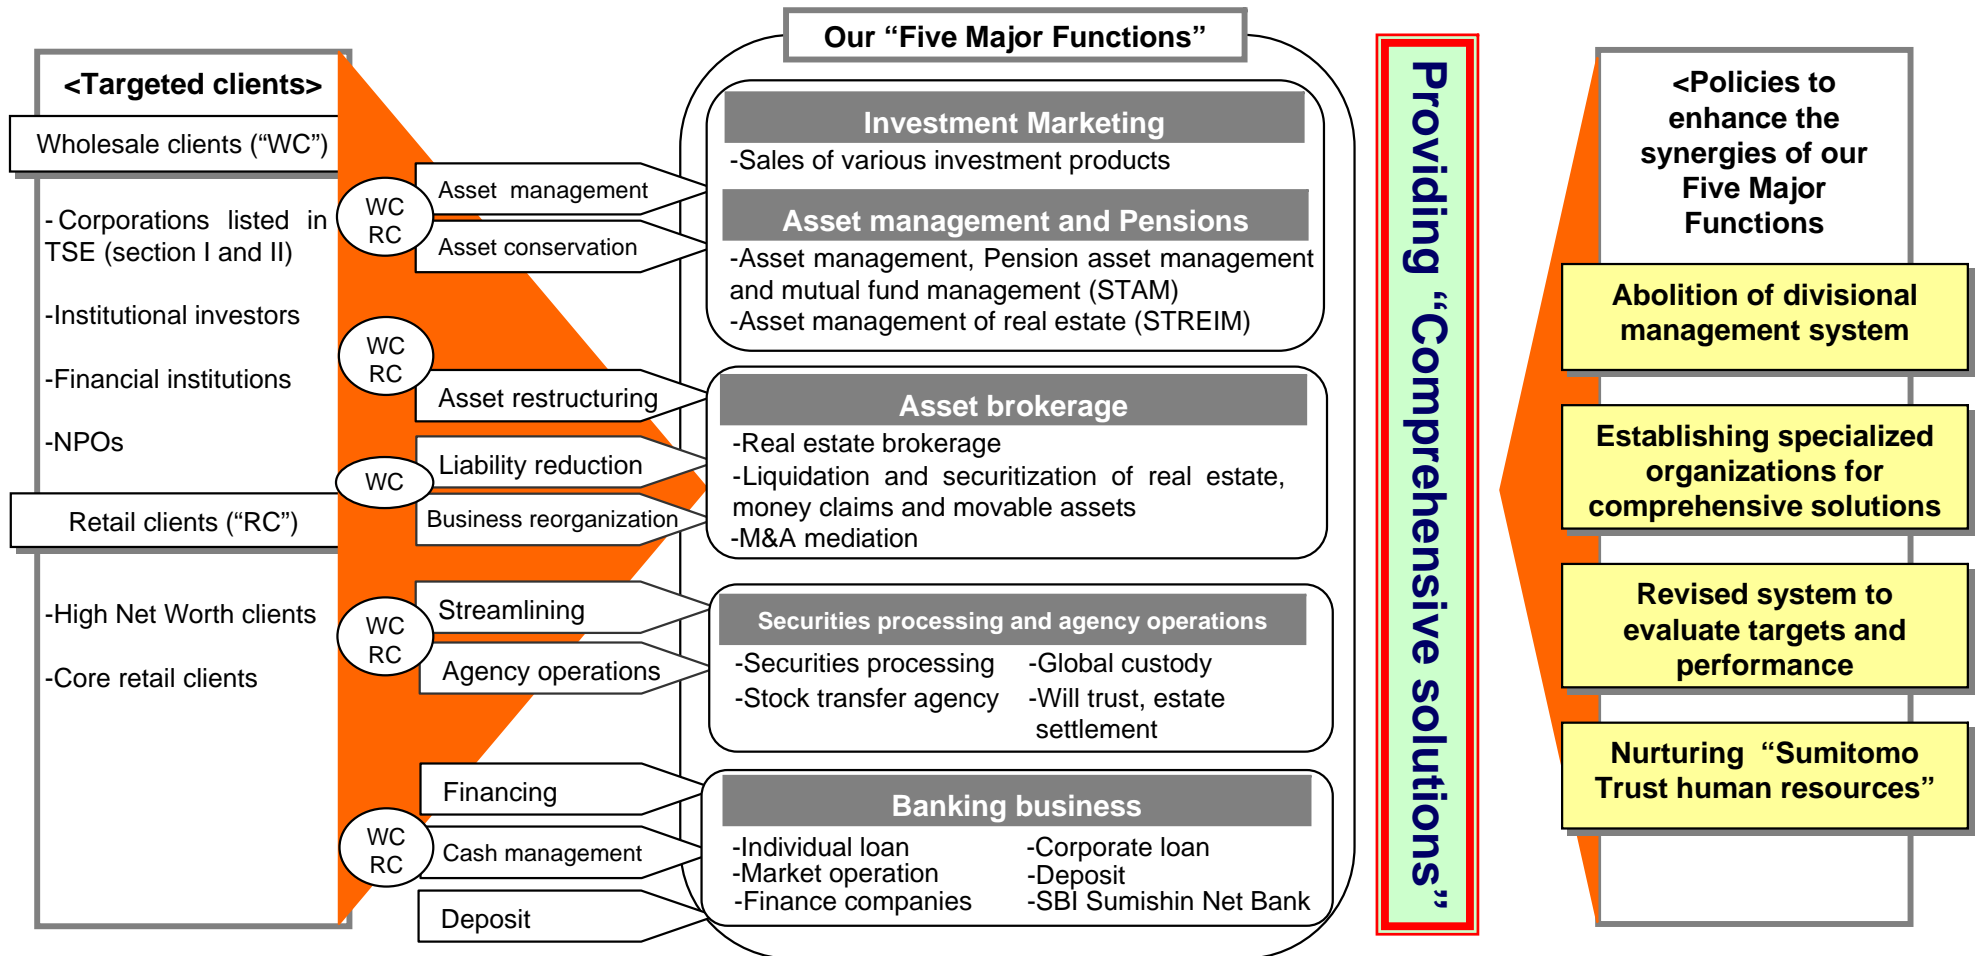 <Targeted clients>
Wholesale clients (“WC”)
-Corporations listed in
TSE (section I and II)
-Institutional investors
-Financial institutions
-NPOs
Retail clients (“RC”)
-High Net Worth clients
-Core retail clients
WC
RC
Asset management
Asset conservation
WC
RC
Asset restructuring
WC
Liability reduction
Business reorganization
WC
RC
Streamlining
Agency operations
Financing
WC
RC
Cash management
Deposit
Our “Five Major Functions”
Investment Marketing
-Sales of various investment products
Asset management and Pensions
-Asset management, Pension asset management
and mutual fund management (STAM)
-Asset management of real estate (STREIM)
Asset brokerage
-Real estate brokerage
-Liquidation and securitization of real estate,
money claims and movable assets
-M&A mediation
Securities processing and agency operations
-Securities processing
-Stock transfer agency
-Global custody
-Will trust, estate
settlement
Banking business
-Individual loan
-Market operation
-Finance companies
-Corporate loan
-Deposit
-SBI Sumishin Net Bank
Providing “Comprehensive solutions”
<Policies to
enhance the
synergies of our
Five Major
Functions
Abolition of divisional
management system
Establishing specialized
organizations for
comprehensive solutions
Revised system to
evaluate targets and
performance
Nurturing “Sumitomo
Trust human resources”